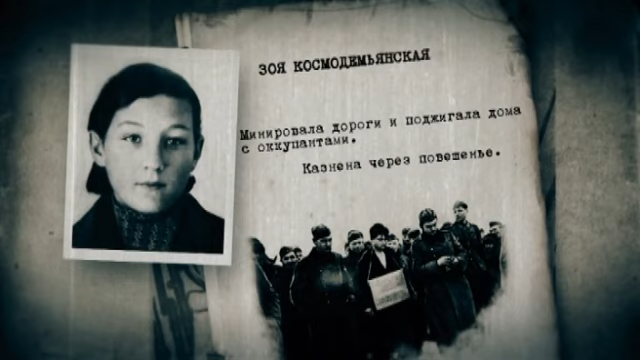 ЗОЯ КОСМОДЕМЬЯНСКАЯ
Минировала дороги и поджигала дома
с оккупантами.
Казнена через повешенье.